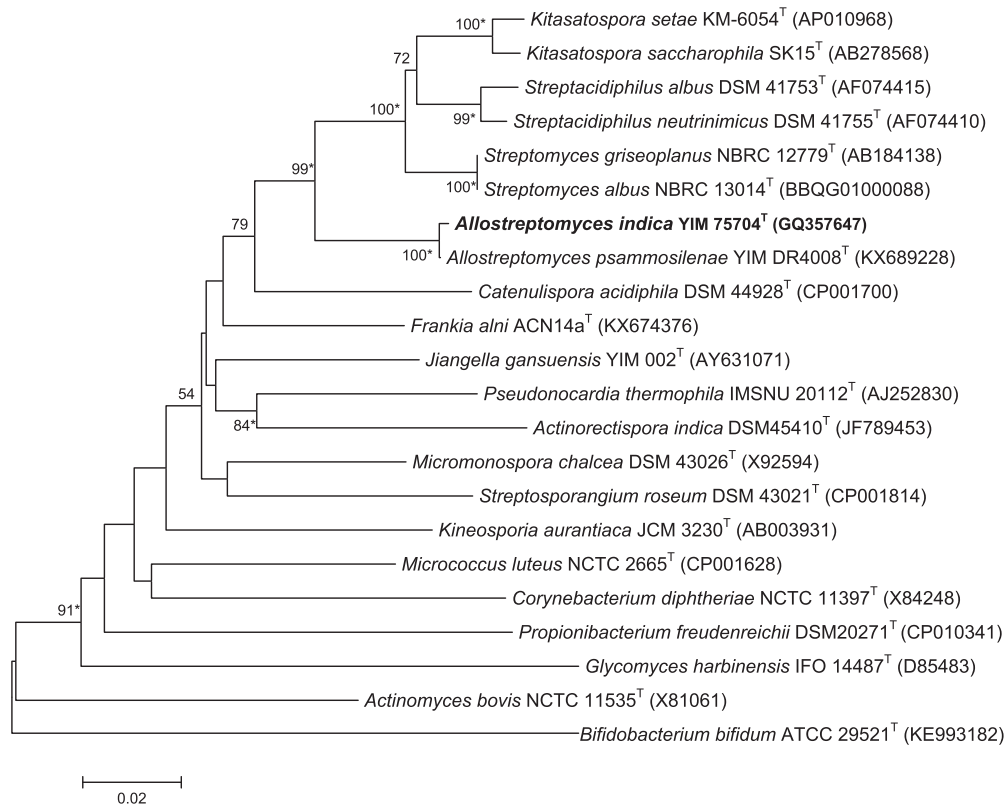 100* Kitasatospora setae KM-6054T (AP010968)
72 Kitasatospora saccharophila SK15T (AB278568)
Streptacidiphilus albus DSM 41753T (AF074415)
100* 99* Streptacidiphilus neutrinimicus DSM 41755T (AF074410)
Streptomyces griseoplanus NBRC 12779T (AB184138)
99* 100* Streptomyces albus NBRC 13014T (BBQG01000088)
79 Allostreptomyces indica YIM 75704T (GQ357647)
100* Allostreptomyces psammosilenae YIM DR4008T (KX689228)
Catenulispora acidiphila DSM 44928T (CP001700)
Frankia alni ACN14aT (KX674376)
Jiangella gansuensis YIM 002T (AY631071)
54 Pseudonocardia thermophila IMSNU 20112T (AJ252830)
84* Actinorectispora indica DSM45410T (JF789453)
Micromonospora chalcea DSM 43026T (X92594)
Streptosporangium roseum DSM 43021T (CP001814)
Kineosporia aurantiaca JCM 3230T (AB003931)
Micrococcus luteus NCTC 2665T (CP001628)
91* Corynebacterium diphtheriae NCTC 11397T (X84248)
Propionibacterium freudenreichii DSM20271T (CP010341)
Glycomyces harbinensis IFO 14487T (D85483)
Actinomyces bovis NCTC 11535T (X81061)
Bifidobacterium bifidum ATCC 29521T (KE993182)
0.02